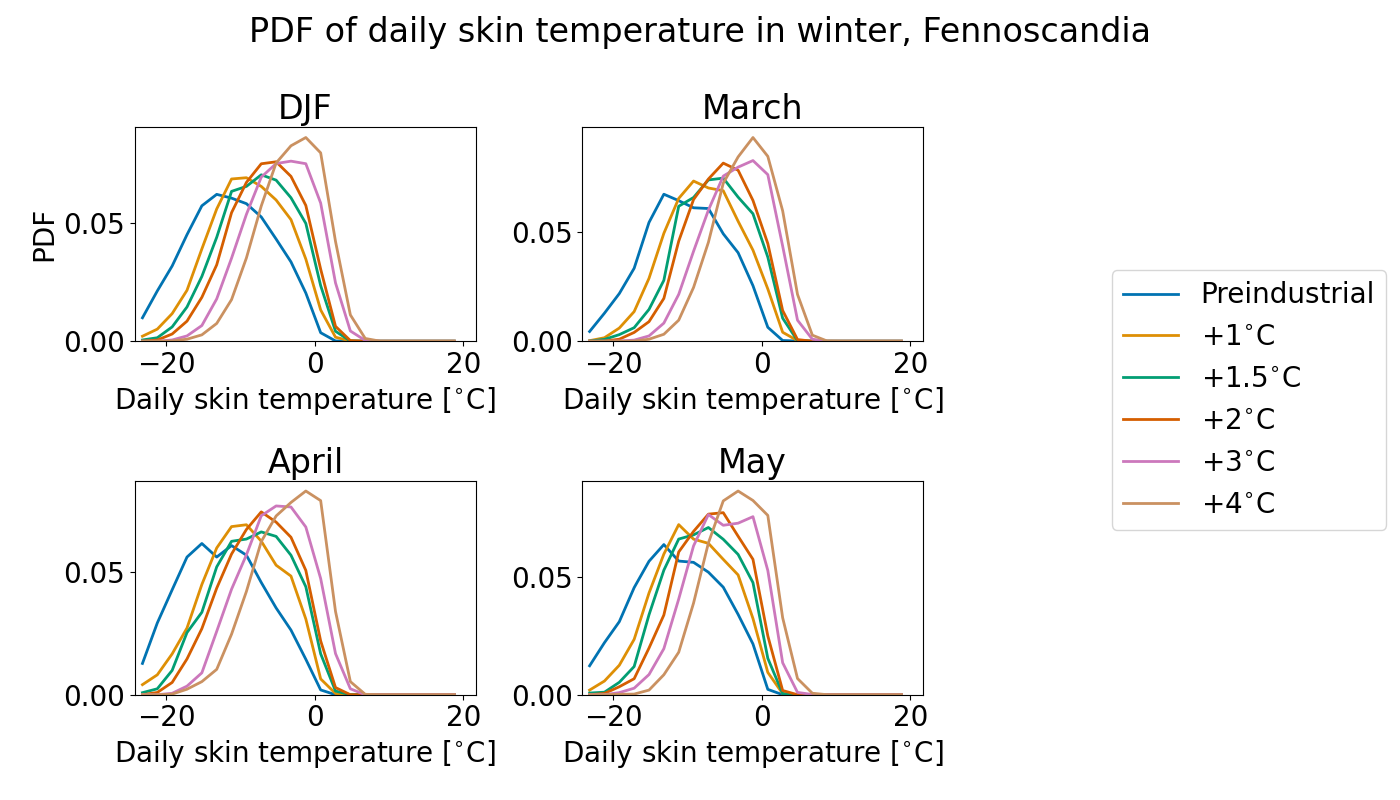 PDF of daily skin temperature in winter, Fennoscandia
DJF
March
PDF
0.05
0.00
−20
0
20
Daily skin temperature [°C]
0.05
0.00
−20
0
20
Daily skin temperature [°C]
Preindustrial
+1°C
+1.5°C
+2°C
+3°C
+4°C
April
May
0.05
0.00
−20
0
20
Daily skin temperature [°C]
0.05
0.00
−20
0
20
Daily skin temperature [°C]